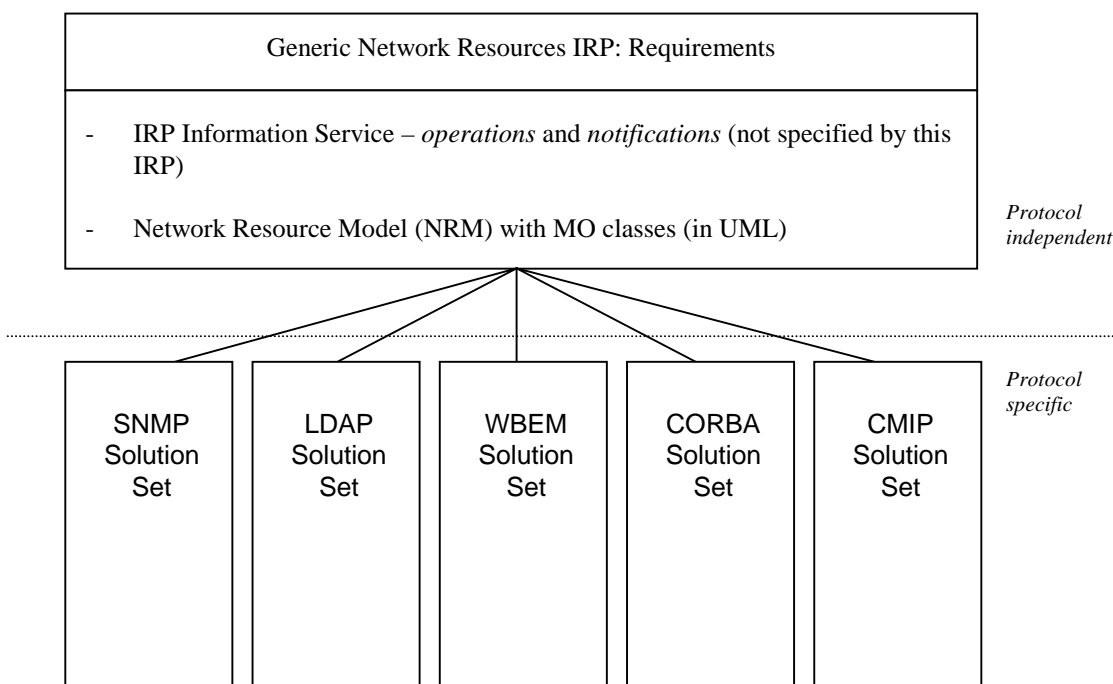 Generic Network Resources IRP: Requirements
- IRP Information Service – operations and notifications (not specified by this
IRP)
- Network Resource Model (NRM) with MO classes (in UML)
Protocol
independent
Protocol
specific
SNMP
Solution
Set
LDAP
Solution
Set
WBEM
Solution
Set
CORBA
Solution
Set
CMIP
Solution
Set